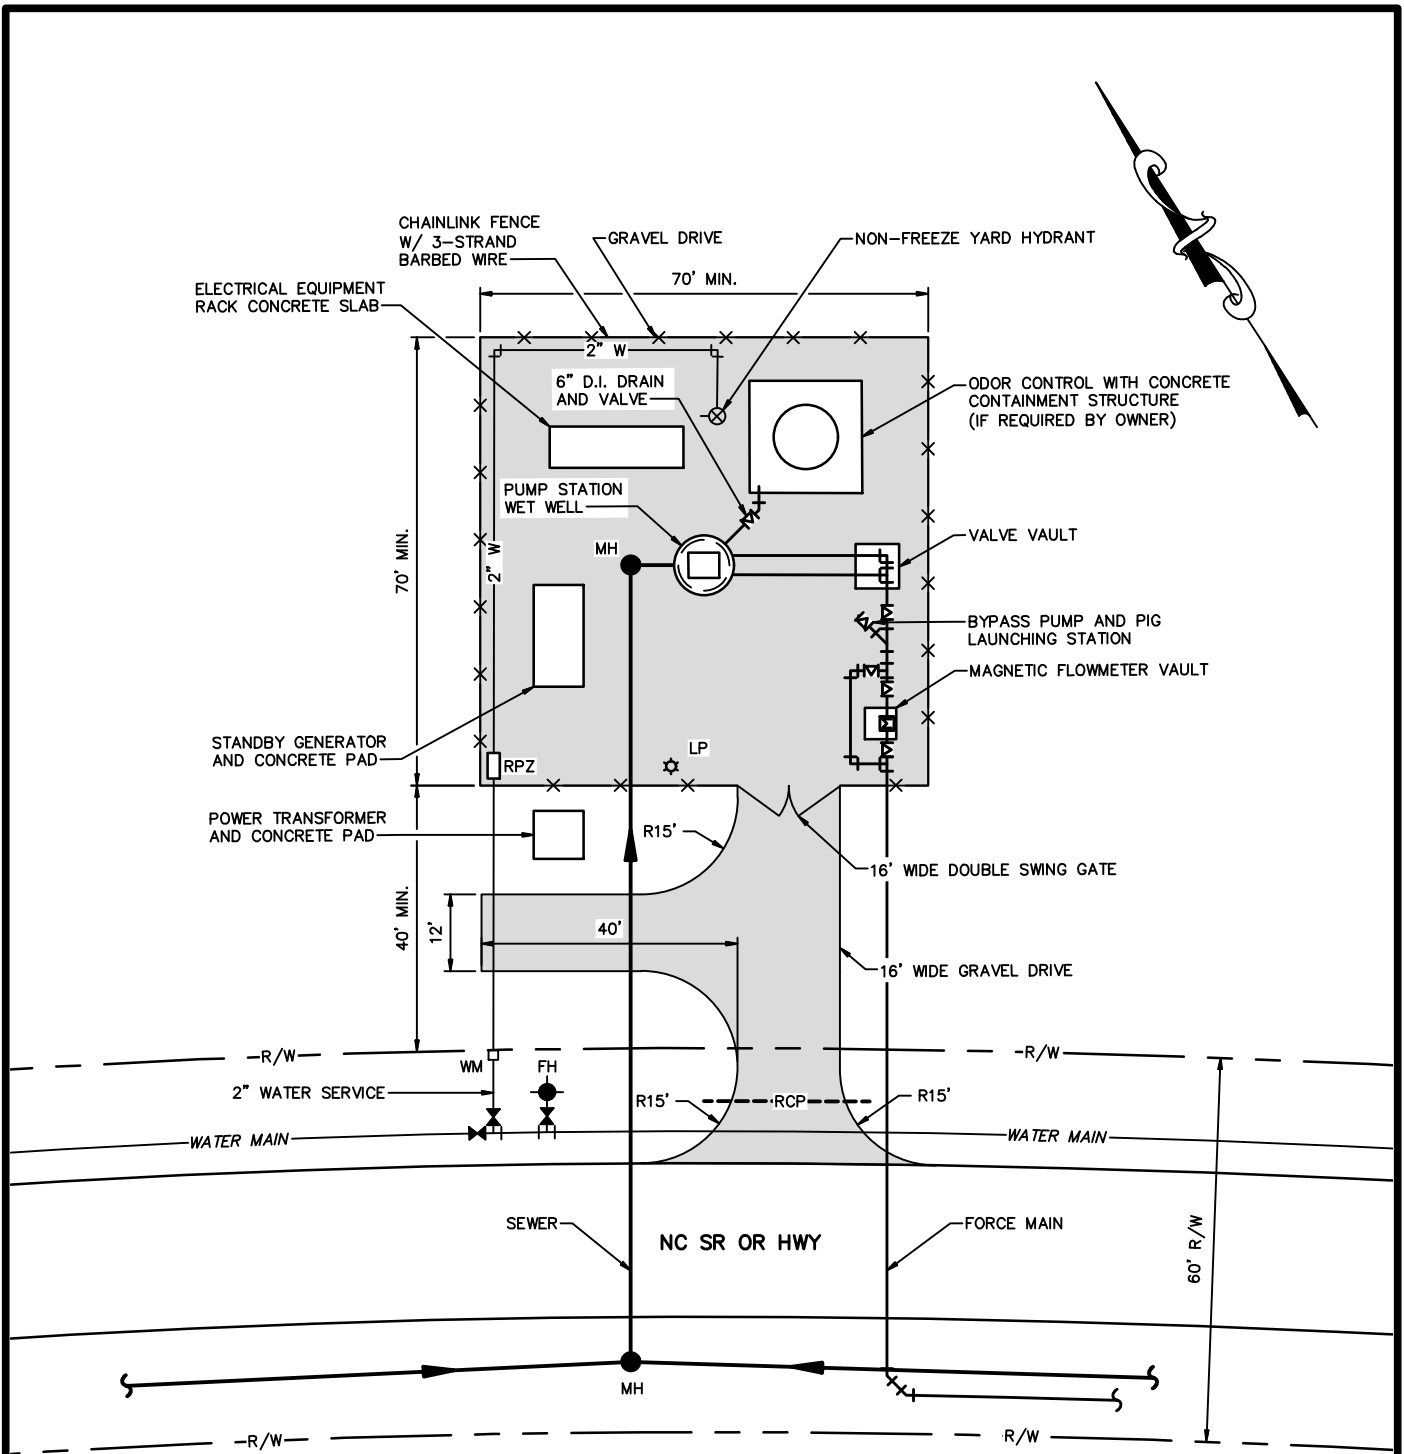 CHAINLINK FENCE
W/ 3-STRAND
BARBED WIRE
GRAVEL DRIVE
NON-FREEZE YARD HYDRANT
70' MIN.
ELECTRICAL EQUIPMENT
RACK CONCRETE SLAB
2" W
6" D.I. DRAIN
AND VALVE
ODOR CONTROL WITH CONCRETE
CONTAINMENT STRUCTURE
(IF REQUIRED BY OWNER)
PUMP STATION
WET WELL
MH
VALVE VAULT
2" W
70' MIN.
BYPASS PUMP AND PIG
LAUNCHING STATION
MAGNETIC FLOWMETER VAULT
STANDBY GENERATOR
AND CONCRETE PAD
LP
RPZ
POWER TRANSFORMER
AND CONCRETE PAD
R15'
16' WIDE DOUBLE SWING GATE
40' MIN.
12'
40'
16' WIDE GRAVEL DRIVE
R/W
R/W
WM
FH
2" WATER SERVICE
R15'
RCP
R15'
WATER MAIN
WATER MAIN
SEWER
NC SR OR HWY
FORCE MAIN
60' R/W
MH
R/W
R/W